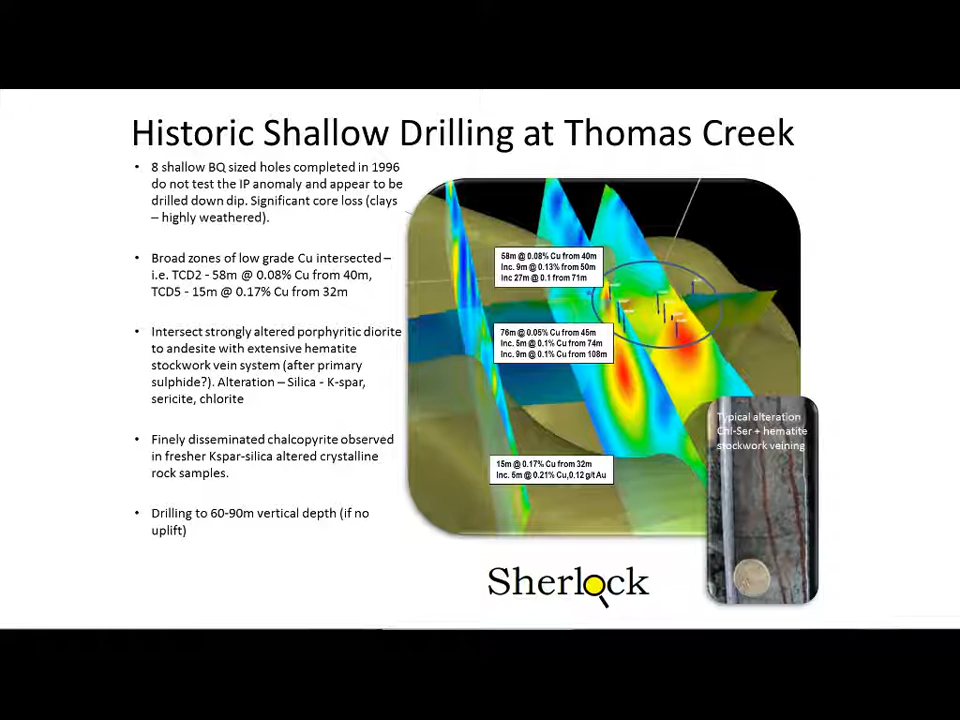 Historic Shallow Drilling at Thomas Creek
• 8 shallow BQ sized holes completed in 1996
do not test the IP anomaly and appear to be
drilled down dip. Significant core loss (clays
– highly weathered).
• Broad zones of low grade Cu intersected –
i.e. TCD2 - 58m @ 0.08% Cu from 40m,
TCD5 - 15m @ 0.17% Cu from 32m
• Intersect strongly altered porphyritic diorite
to andesite with extensive hematite
stockwork vein system (after primary
sulphide?). Alteration – Silica - K-spar,
sericite, chlorite
• Finely disseminated chalcopyrite observed
in fresher Kspar-silica altered crystalline
rock samples.
• Drilling to 60-90m vertical depth (if no
uplift)
58m @ 0.08% Cu from 40m
Inc. 9m @ 0.13% from 50m
Inc 27m @ 0.1 from 71m
76m @ 0.05% Cu from 45m
Inc. 5m @ 0.1% Cu from 74m
Inc. 9m @ 0.1% Cu from 108m
15m @ 0.17% Cu from 32m
Inc. 5m @ 0.21% Cu,0.12 g/t Au
Typical alteration
Chl-Ser + hematite
stockwork veining
Sherlock